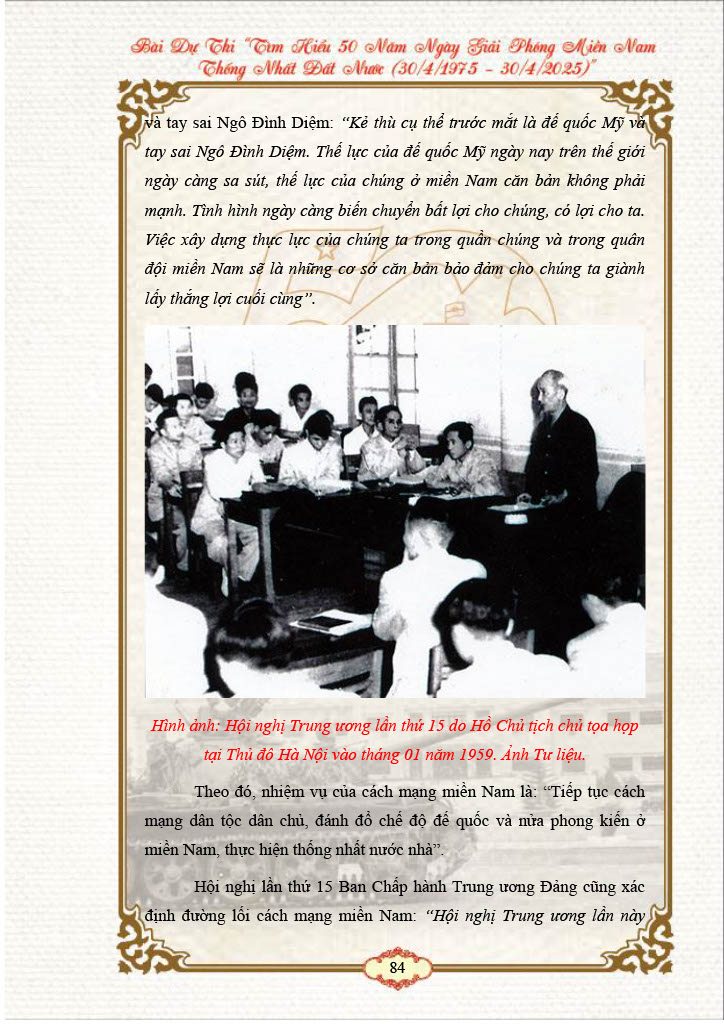 Bài Dự Thi "Tìm Hiểu 50 Năm Ngày Giải Phóng Miền Nam
Thống Nhất Đất Nước (30/4/1975 – 30/4/2025)"
và tay sai Ngô Đình Diệm: “Kẻ thù cụ thể trước mắt là đế quốc Mỹ và
tay sai Ngô Đình Diệm. Thế lực của đế quốc Mỹ ngày nay trên thế giới
ngày càng sa sút, thế lực của chúng ở miền Nam căn bản không phải
mạnh. Tình hình ngày càng biến chuyển bất lợi cho chúng, có lợi cho ta.
Việc xây dựng thực lực của chúng ta trong quần chúng và trong quân
đội miền Nam sẽ là những cơ sở căn bản bảo đảm cho chúng ta giành
lấy thắng lợi cuối cùng”.
Hình ảnh: Hội nghị Trung ương lần thứ 15 do Hồ Chủ tịch chủ tọa họp
tại Thủ đô Hà Nội vào tháng 01 năm 1959. Ảnh Tư liệu.
Theo đó, nhiệm vụ của cách mạng miền Nam là: “Tiếp tục cách
mạng dân tộc dân chủ, đánh đổ chế độ đế quốc và nửa phong kiến ở
miền Nam, thực hiện thống nhất nước nhà”.
Hội nghị lần thứ 15 Ban Chấp hành Trung ương Đảng cũng xác
định đường lối cách mạng miền Nam: “Hội nghị Trung ương lần này
84